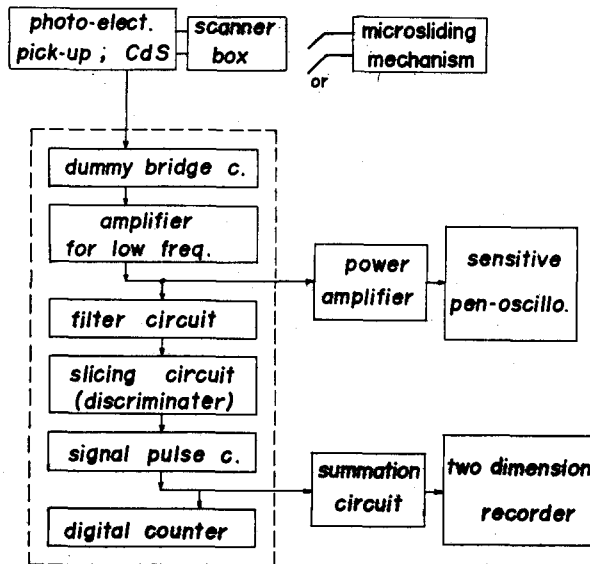 photo-elect.
pick-up ; CdS
scanner
box
or
microsliding
mechanism
dummy bridge c.
amplifier
for low freq.
power
amplifier
sensitive
pen-oscillo.
filter circuit
slicing circuit
(discriminater)
signal pulse c.
summation
circuit
two dimension
recorder
digital counter